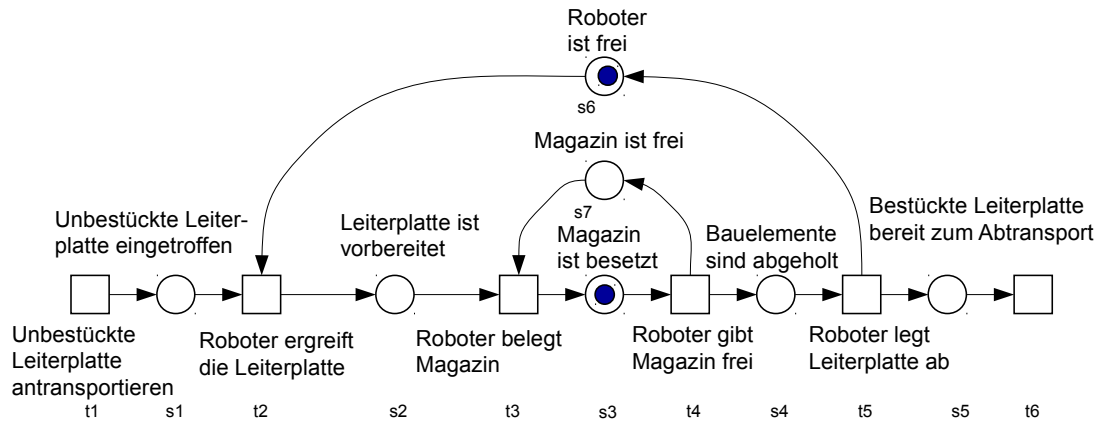 Roboter
ist frei
s6
Magazin ist frei
s7
Unbestückte Leiter-
platte eingetroffen
Leiterplatte ist
vorbereitet
Magazin
ist besetzt
Bauelemente
sind abgeholt
Bestückte Leiterplatte
bereit zum Abtransport
Unbestückte
Leiterplatte
antransportieren
Roboter ergreift
die Leiterplatte
Roboter belegt
Magazin
Roboter gibt
Magazin frei
Roboter legt
Leiterplatte ab
t1 s1 t2 s2 t3 s3 t4 s4 t5 s5 t6